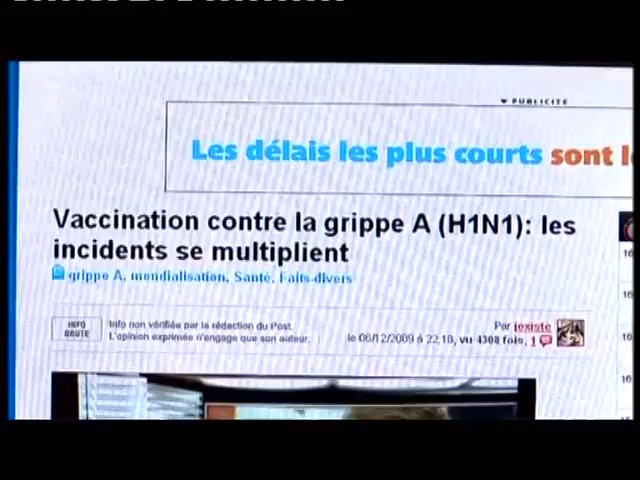 PUBLICITÉ
Les délais les plus courts sont
Vaccination contre la grippe A (H1N1): les
incidents se multiplient
grippe A, mondialisation, Santé, Faits-divers
INFO
BRUTE
Info non vérifiée par la rédaction du Post.
L'opinion exprimée n'engage que son auteur.
Par jexiste
le 06/12/2009 à 22:18, vu 4308 fois, 1